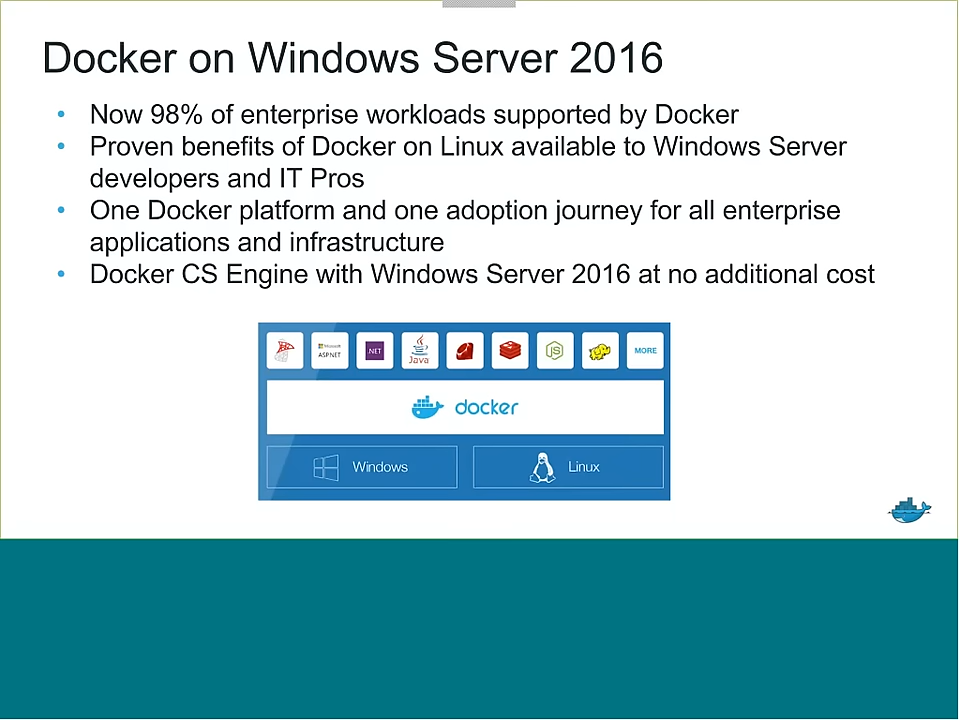 Docker on Windows Server 2016
• Now 98% of enterprise workloads supported by Docker
• Proven benefits of Docker on Linux available to Windows Server
developers and IT Pros
• One Docker platform and one adoption journey for all enterprise
applications and infrastructure
• Docker CS Engine with Windows Server 2016 at no additional cost
Microsoft
ASP.NET
.NET
Java
JS
MORE
docker
Windows
Linux